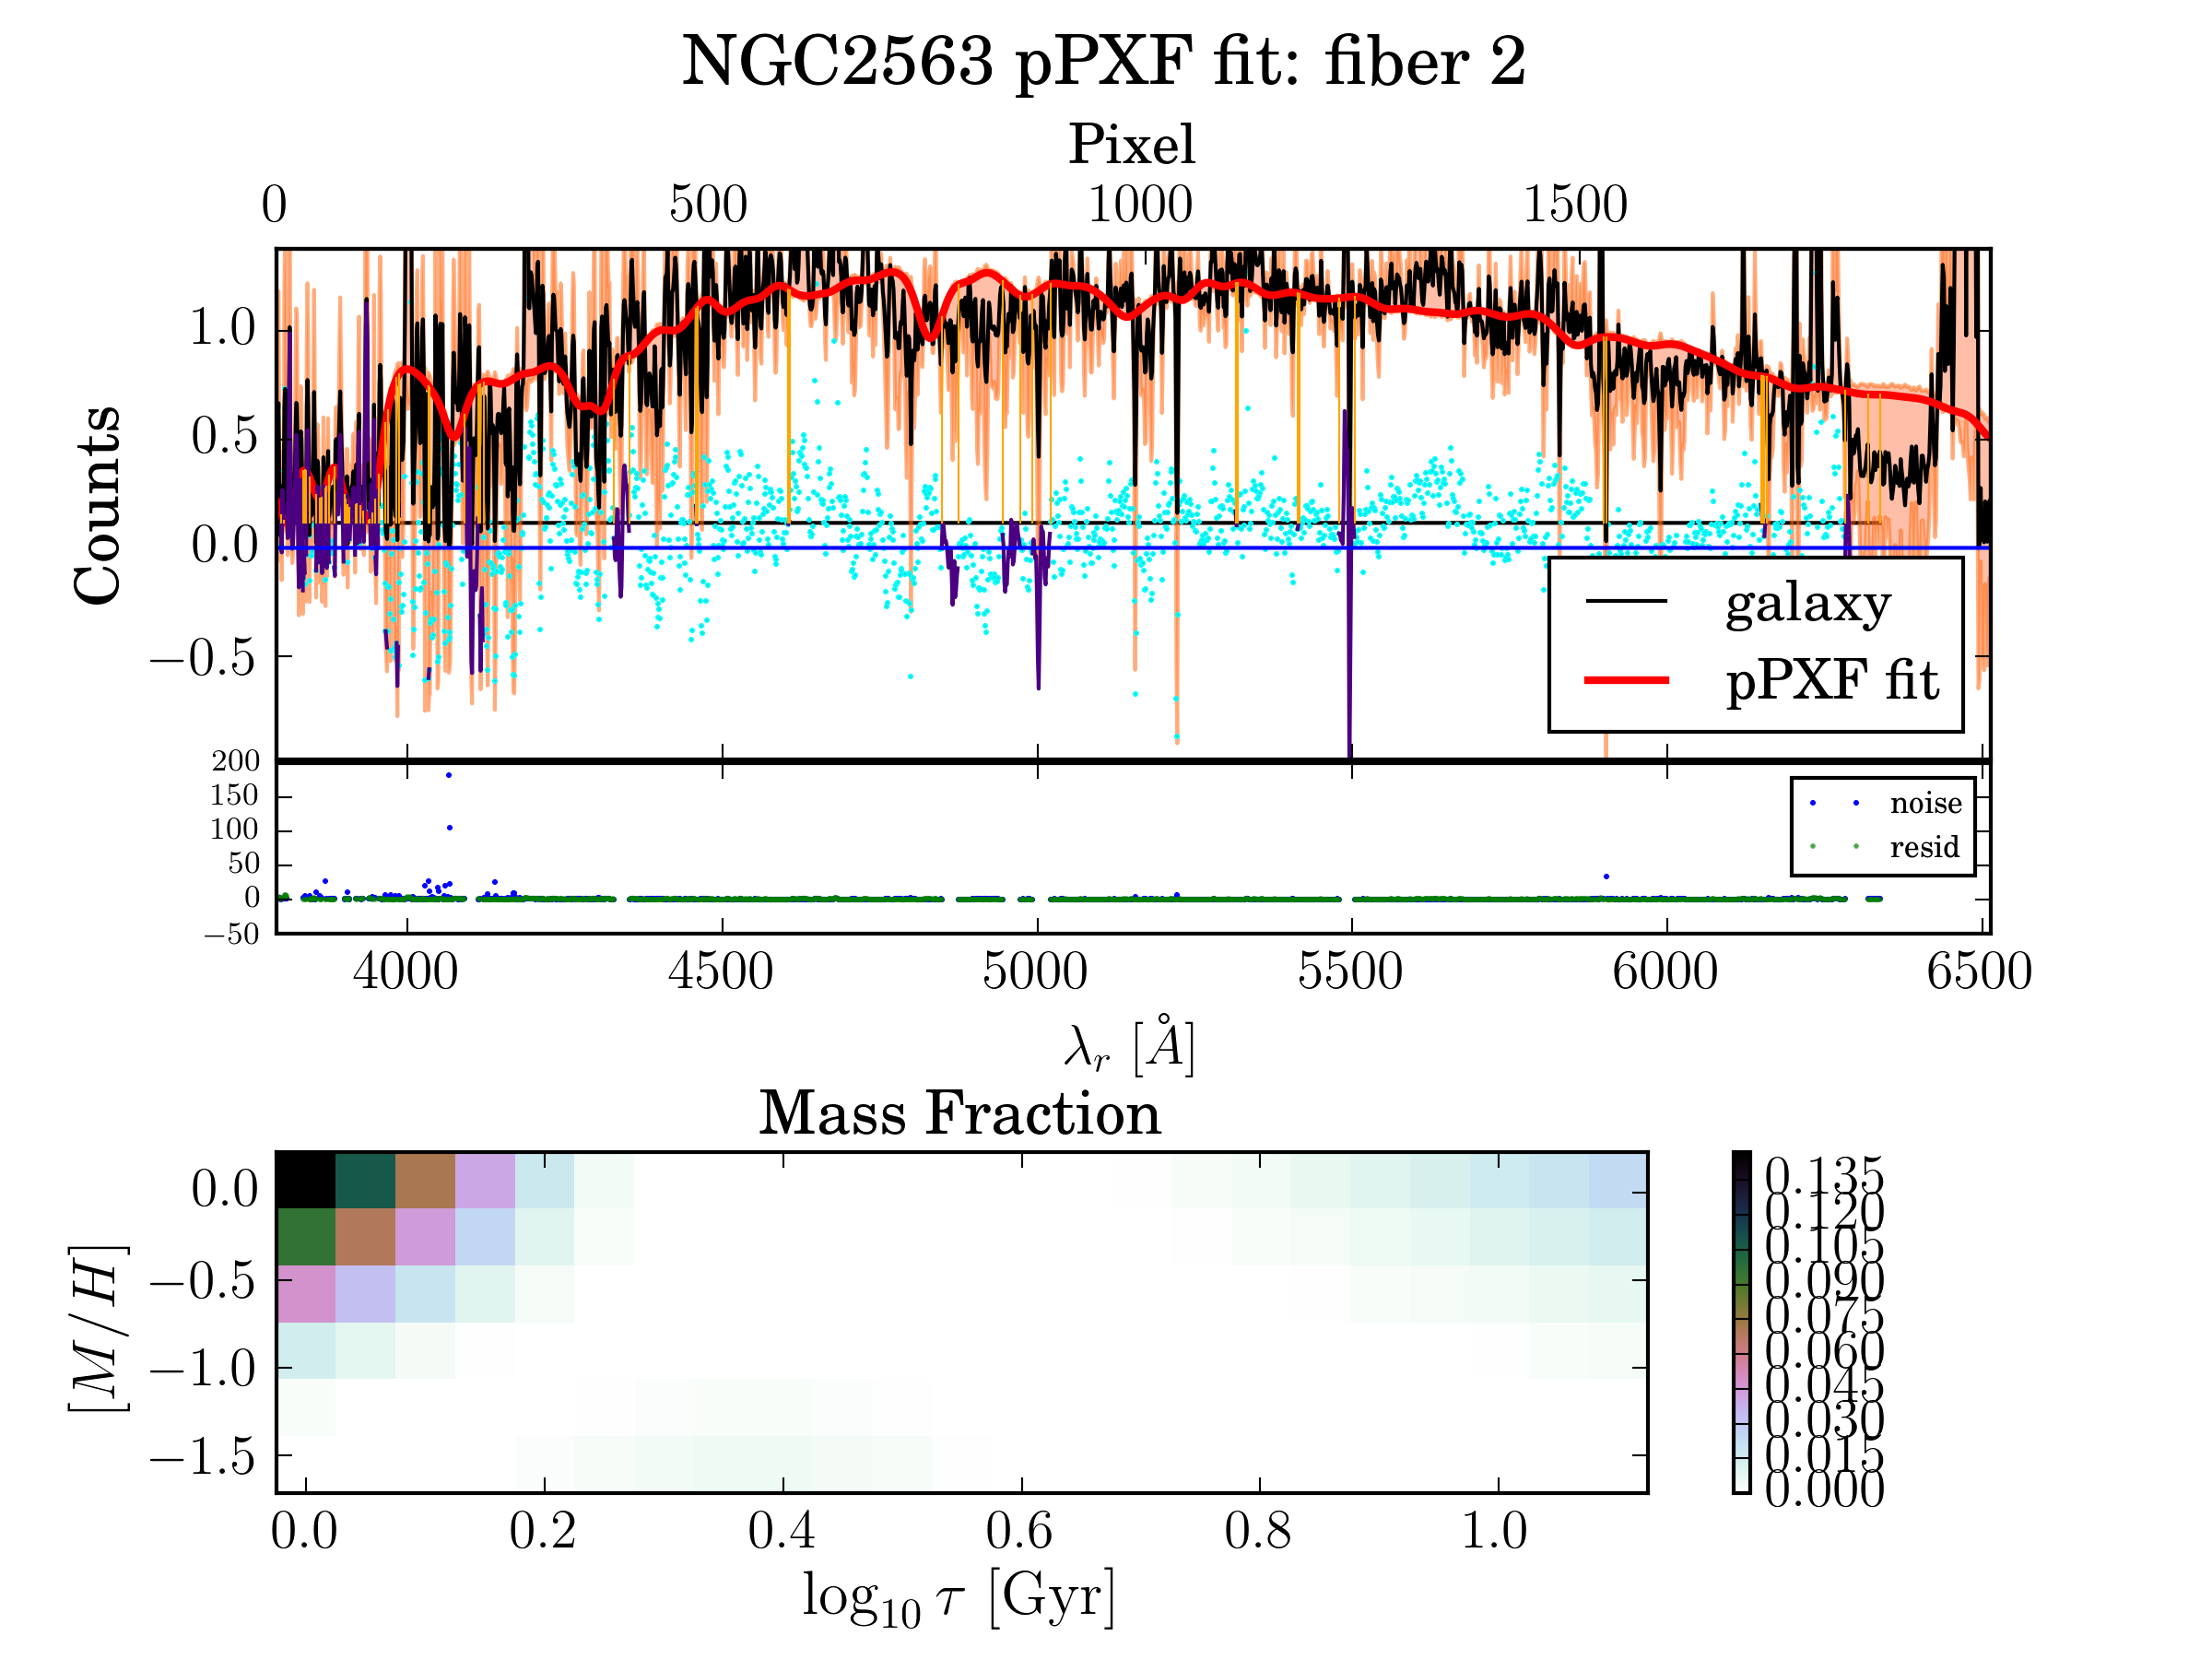 NGC2563 pPXF fit: fiber 2
Pixel
0 500 1000 1500
Counts
1.0
0.5
0.0
−0.5
galaxy
pPXF fit
200
150
100
50
0
−50
noise
resid
4000 4500 5000 5500 6000 6500
λr [Å]
Mass Fraction
[M/H]
0.0
−0.5
−1.0
−1.5
0.0 0.2 0.4 0.6 0.8 1.0
log10 τ [Gyr]
0.135
0.120
0.105
0.090
0.075
0.060
0.045
0.030
0.015
0.000